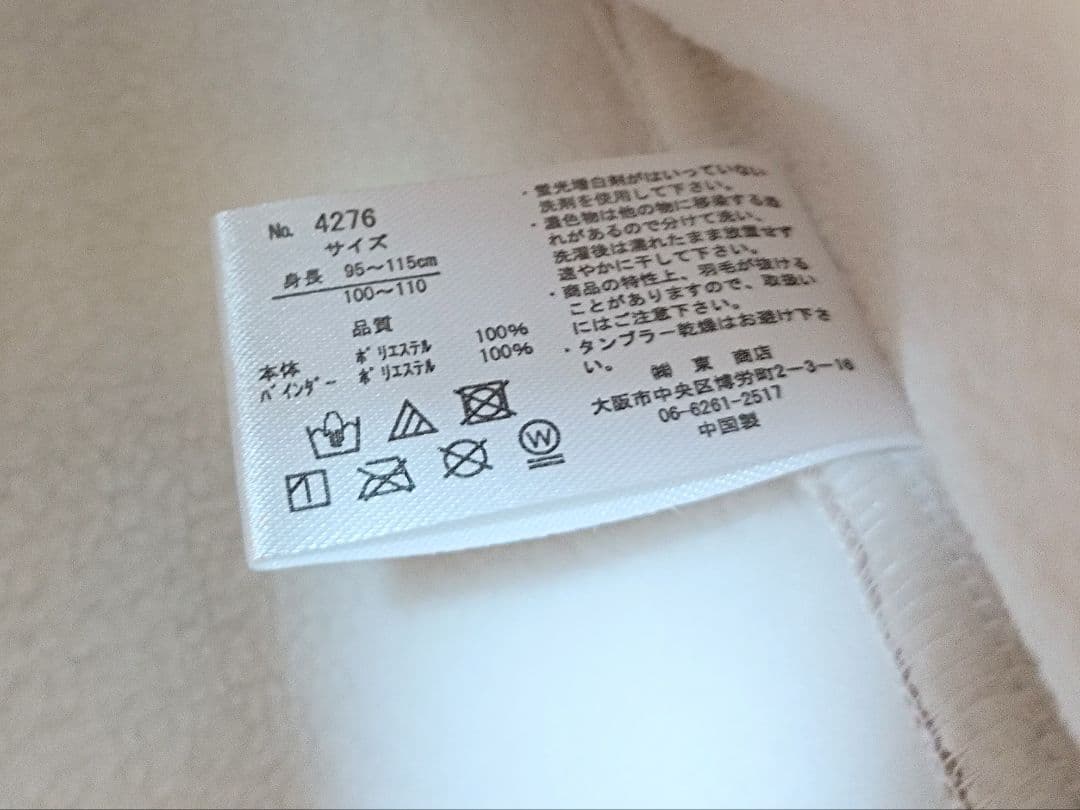 No. 4276
サイズ
身長 95～115cm
100～110
品質
本体 ポリエステル 100%
バインダー ポリエステル 100%
W
・蛍光増白剤がはいっていない
洗剤を使用して下さい。
・濃色物は他の物に移染する恐
れがあるので分けて洗い、
洗濯後は濡れたまま放置せず
速やかに干して下さい。
・商品の特性上、羽毛が抜ける
ことがありますので、取扱い
にはご注意下さい。
・タンブラー乾燥はお避け下さ
い。
㈱ 東 商店
大阪市中央区博労町2-3-16
06-6261-2517
中国製